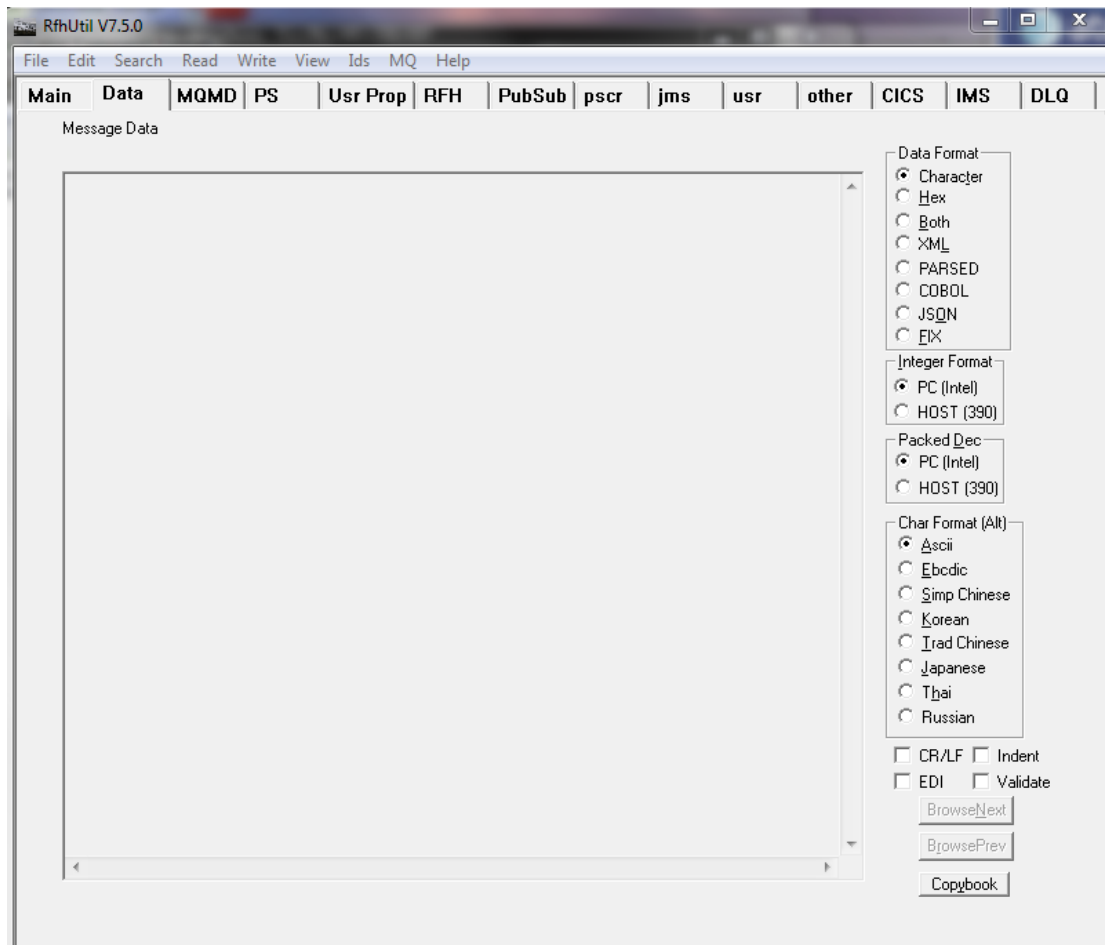 RfhUtil V7.5.0
File Edit Search Read Write View Ids MQ Help
Main Data MQMD PS Usr Prop RFH PubSub pscr jms usr other CICS IMS DLQ
Message Data
Data Format
Character
Hex
Both
XML
PARSED
COBOL
JSON
FIX
Integer Format
PC (Intel)
HOST (390)
Packed Dec
PC (Intel)
HOST (390)
Char Format (Alt)
Ascii
Ebcdic
Simp Chinese
Korean
Trad Chinese
Japanese
Thai
Russian
CR/LF Indent
EDI Validate
BrowseNext
BrowsePrev
Copybook